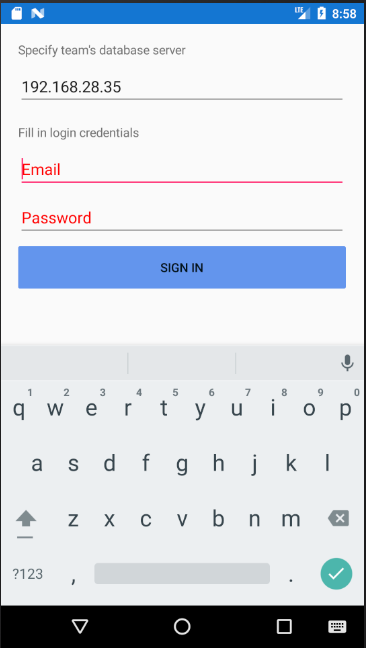 LTE 8:58
Specify team's database server
192.168.28.35
Fill in login credentials
Email
Password
SIGN IN
1 2 3 4 5 6 7 8 9 0
q w e r t y u i o p
a s d f g h j k l
z x c v b n m
?123 , .